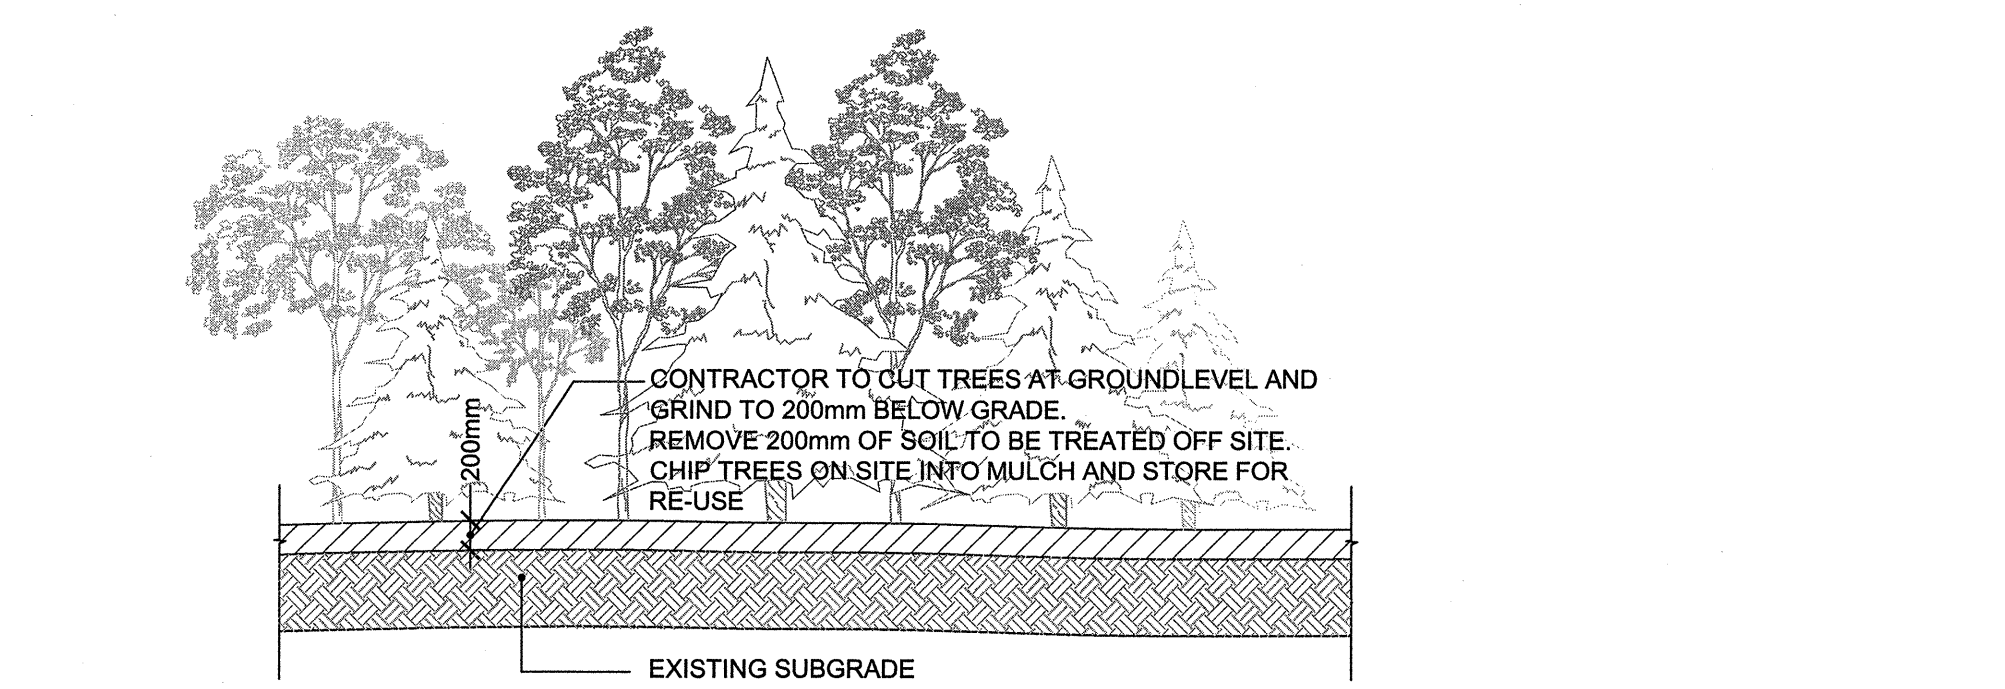 CONTRACTOR TO CUT TREES AT GROUNDLEVEL AND
GRIND TO 200mm BELOW GRADE.
REMOVE 200mm OF SOIL TO BE TREATED OFF SITE.
CHIP TREES ON SITE INTO MULCH AND STORE FOR
RE-USE
200mm
EXISTING SUBGRADE